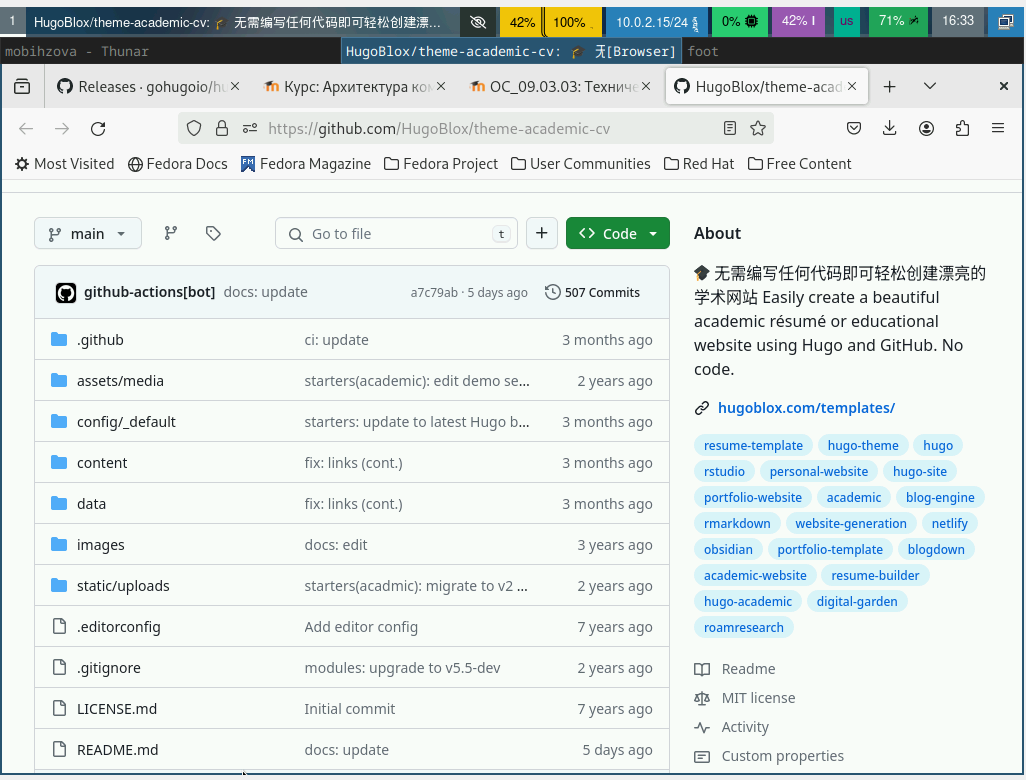 1 HugoBlox/theme-academic-cv: 🎓 无需编写任何代码即可轻松创建漂... 42% 100% 10.0.2.15/24 0% 42% us 71% 16:33
mobihzova - Thunar HugoBlox/theme-academic-cv: 🎓 无[Browser] foot
Releases · gohugoio/hu Курс: Архитектура ком ОС_09.03.03: Техниче HugoBlox/theme-acad
https://github.com/HugoBlox/theme-academic-cv
Most Visited Fedora Docs Fedora Magazine Fedora Project User Communities Red Hat Free Content
main Go to file t Code
github-actions[bot] docs: update a7c79ab · 5 days ago 507 Commits
.github ci: update 3 months ago
assets/media starters(academic): edit demo se... 2 years ago
config/_default starters: update to latest Hugo b... 3 months ago
content fix: links (cont.) 3 months ago
data fix: links (cont.) 3 months ago
images docs: edit 3 years ago
static/uploads starters(acadmic): migrate to v2 ... 2 years ago
.editorconfig Add editor config 7 years ago
.gitignore modules: upgrade to v5.5-dev 2 years ago
LICENSE.md Initial commit 7 years ago
README.md docs: update 5 days ago
About
🎓 无需编写任何代码即可轻松创建漂亮的
学术网站 Easily create a beautiful
academic résumé or educational
website using Hugo and GitHub. No
code.
hugoblox.com/templates/
resume-template hugo-theme hugo
rstudio personal-website hugo-site
portfolio-website academic blog-engine
rmarkdown website-generation netlify
obsidian portfolio-template blogdown
academic-website resume-builder
hugo-academic digital-garden
roamresearch
Readme
MIT license
Activity
Custom properties